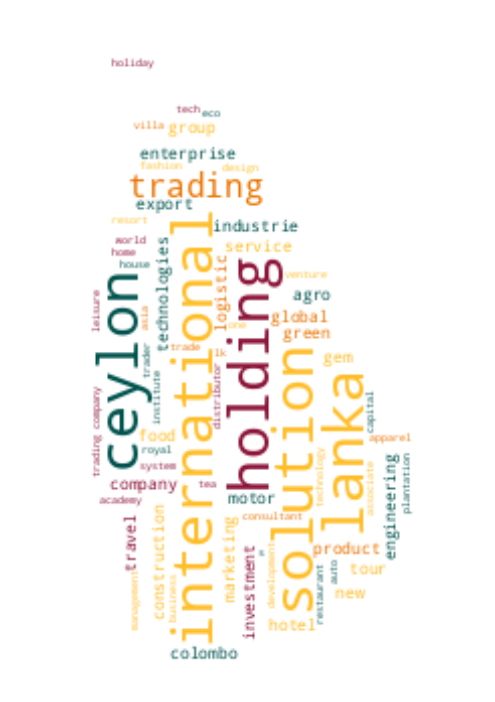 holiday
tech
eco
villa
group
enterprise
fashion
design
trading
export
resort
industrie
world
service
home
house
technologies
international
logistic
holding
venture
ceylon
leisure
asia
agro
global
one
green
trade
lk
trader
gem
solution
lanka
institute
distributor
capital
trading company
food
apparel
royal
system
technology
associate
engineering
plantation
company
tea
academy
motor
travel
construction
marketing
consultant
investment
product
development
management
business
restaurant
auto
tour
new
hotel
colombo